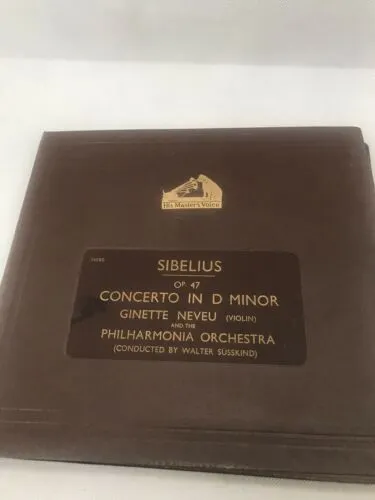 His Master's Voice
SIBELIUS
OP. 47
CONCERTO IN D MINOR
GINETTE NEVEU (VIOLIN)
AND THE
PHILHARMONIA ORCHESTRA
(CONDUCTED BY WALTER SUSSKIND)